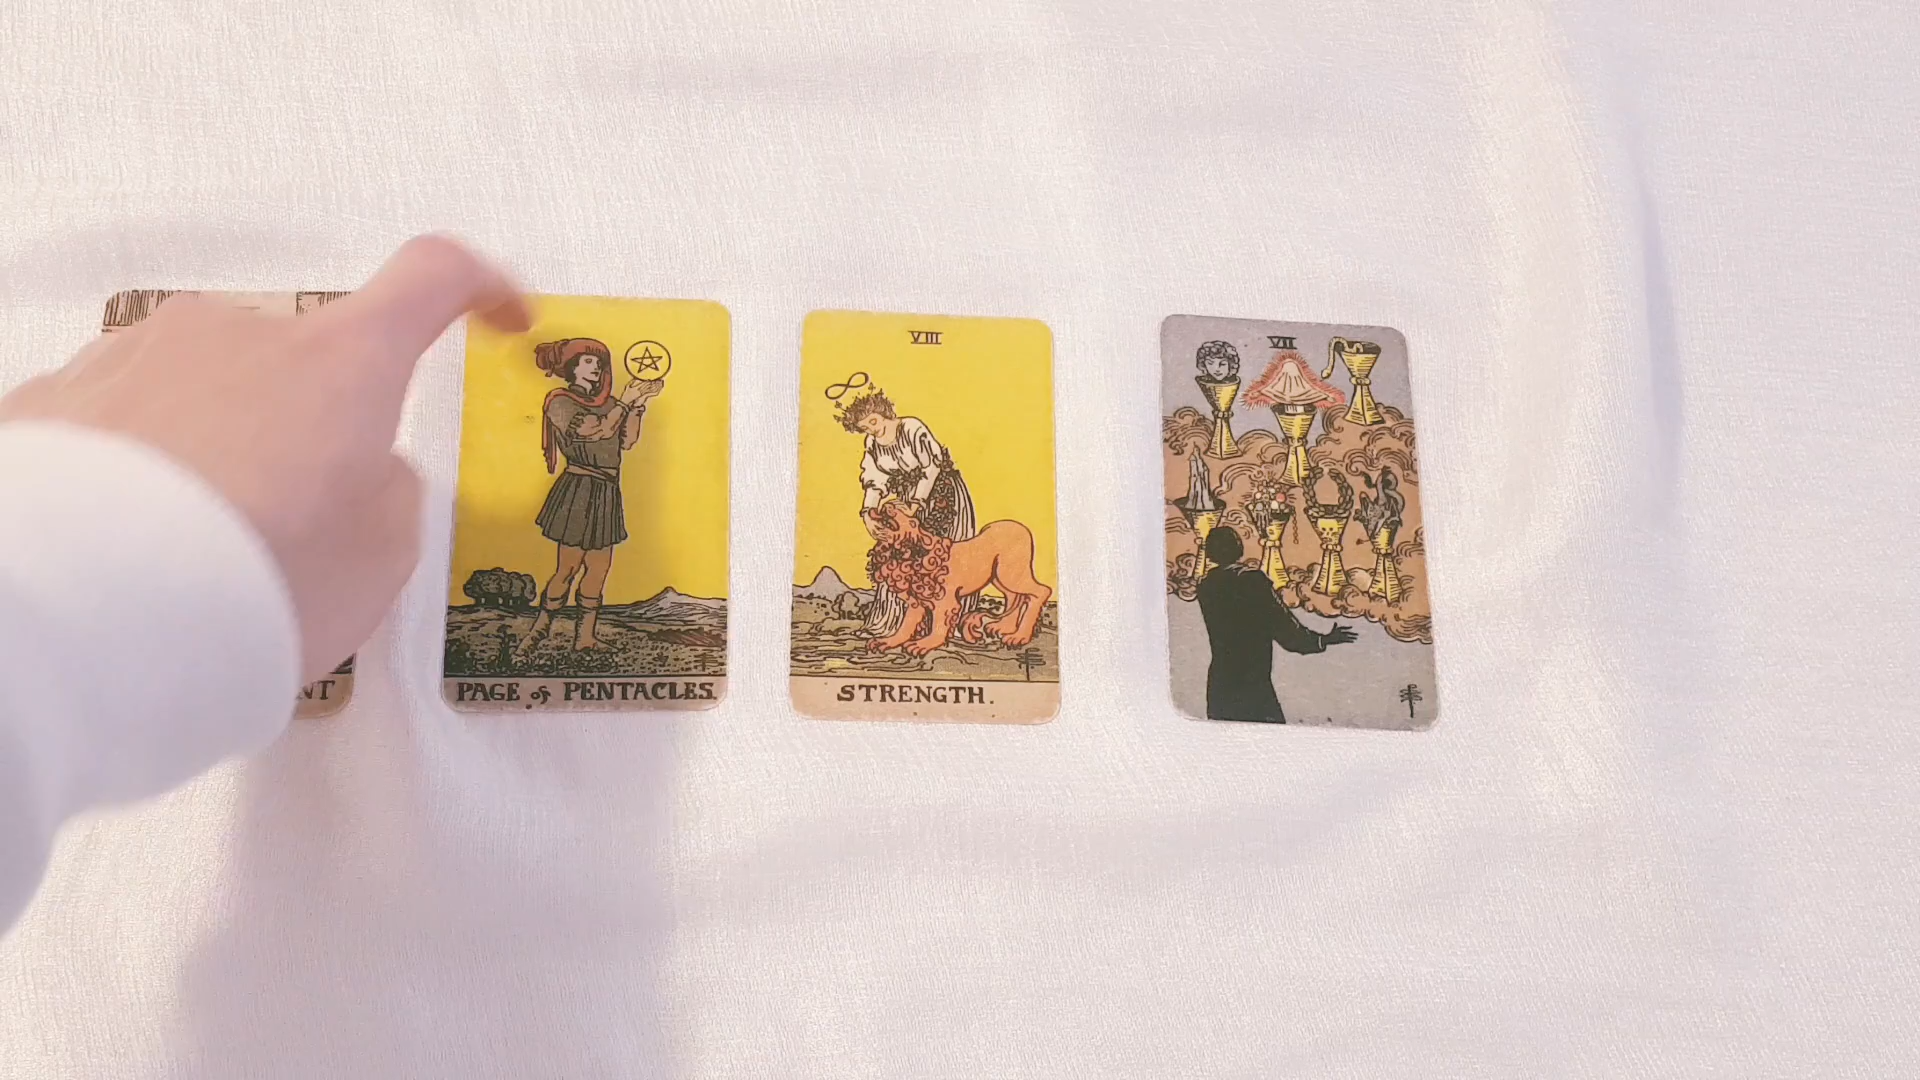 NT
PAGE of PENTACLES.
VIII
STRENGTH.
VII